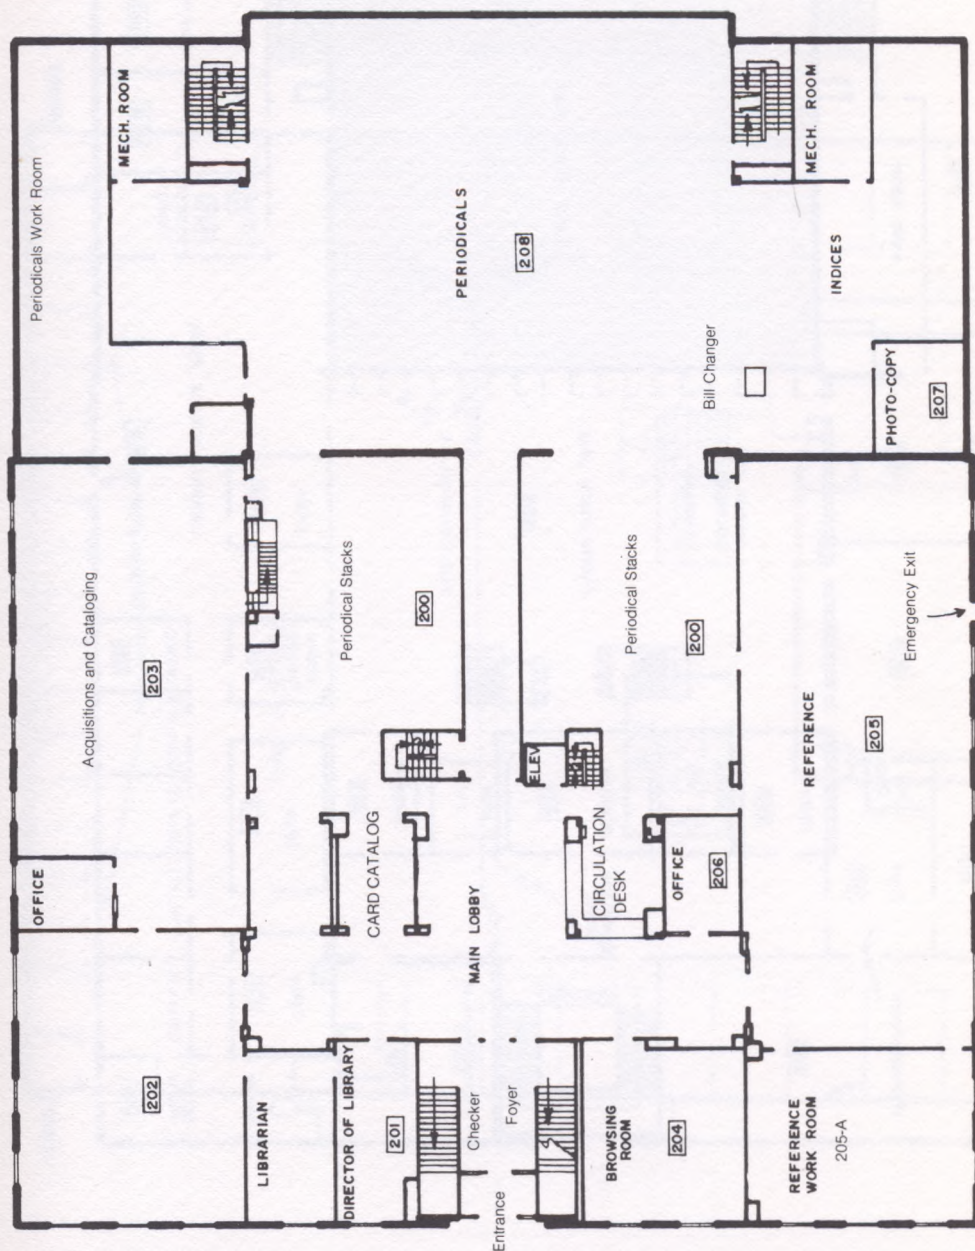 Periodicals Work Room
MECH. ROOM
PERIODICALS
208
MECH. ROOM
INDICES
Bill Changer
PHOTO-COPY
207
Acquisitions and Cataloging
203
Periodical Stacks
200
Periodical Stacks
200
Emergency Exit
REFERENCE
205
ELEV
OFFICE
CARD CATALOG
MAIN LOBBY
CIRCULATION
DESK
OFFICE
206
202
LIBRARIAN
DIRECTOR OF LIBRARY
201
Checker
Foyer
Entrance
BROWSING
ROOM
204
REFERENCE
WORK ROOM
205-A